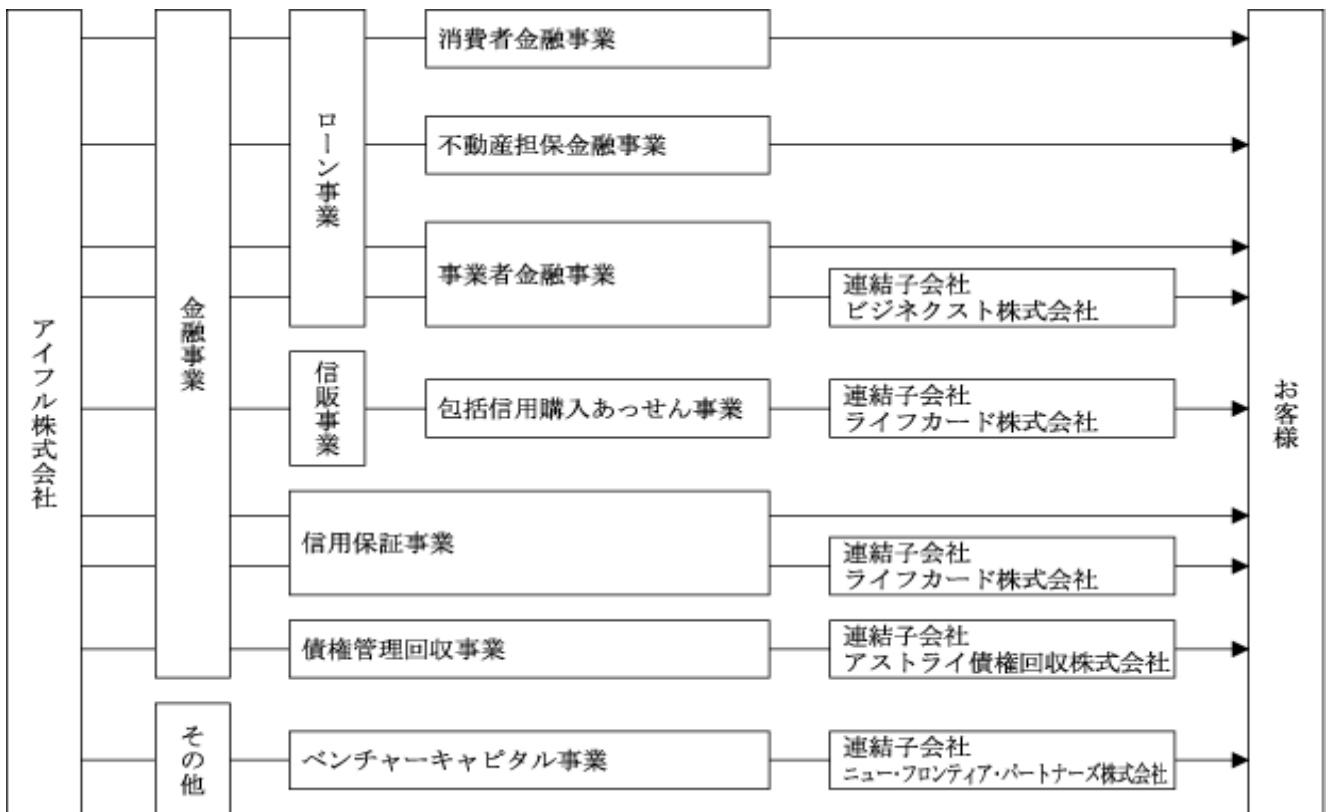 アイフル株式会社
金融事業
ローン事業
消費者金融事業
不動産担保金融事業
事業者金融事業
連結子会社
ビジネクスト株式会社
信販事業
包括信用購入あっせん事業
連結子会社
ライフカード株式会社
信用保証事業
連結子会社
ライフカード株式会社
債権管理回収事業
連結子会社
アストライ債権回収株式会社
その他
ベンチャーキャピタル事業
連結子会社
ニュー・フロンティア・パートナーズ株式会社
お客様